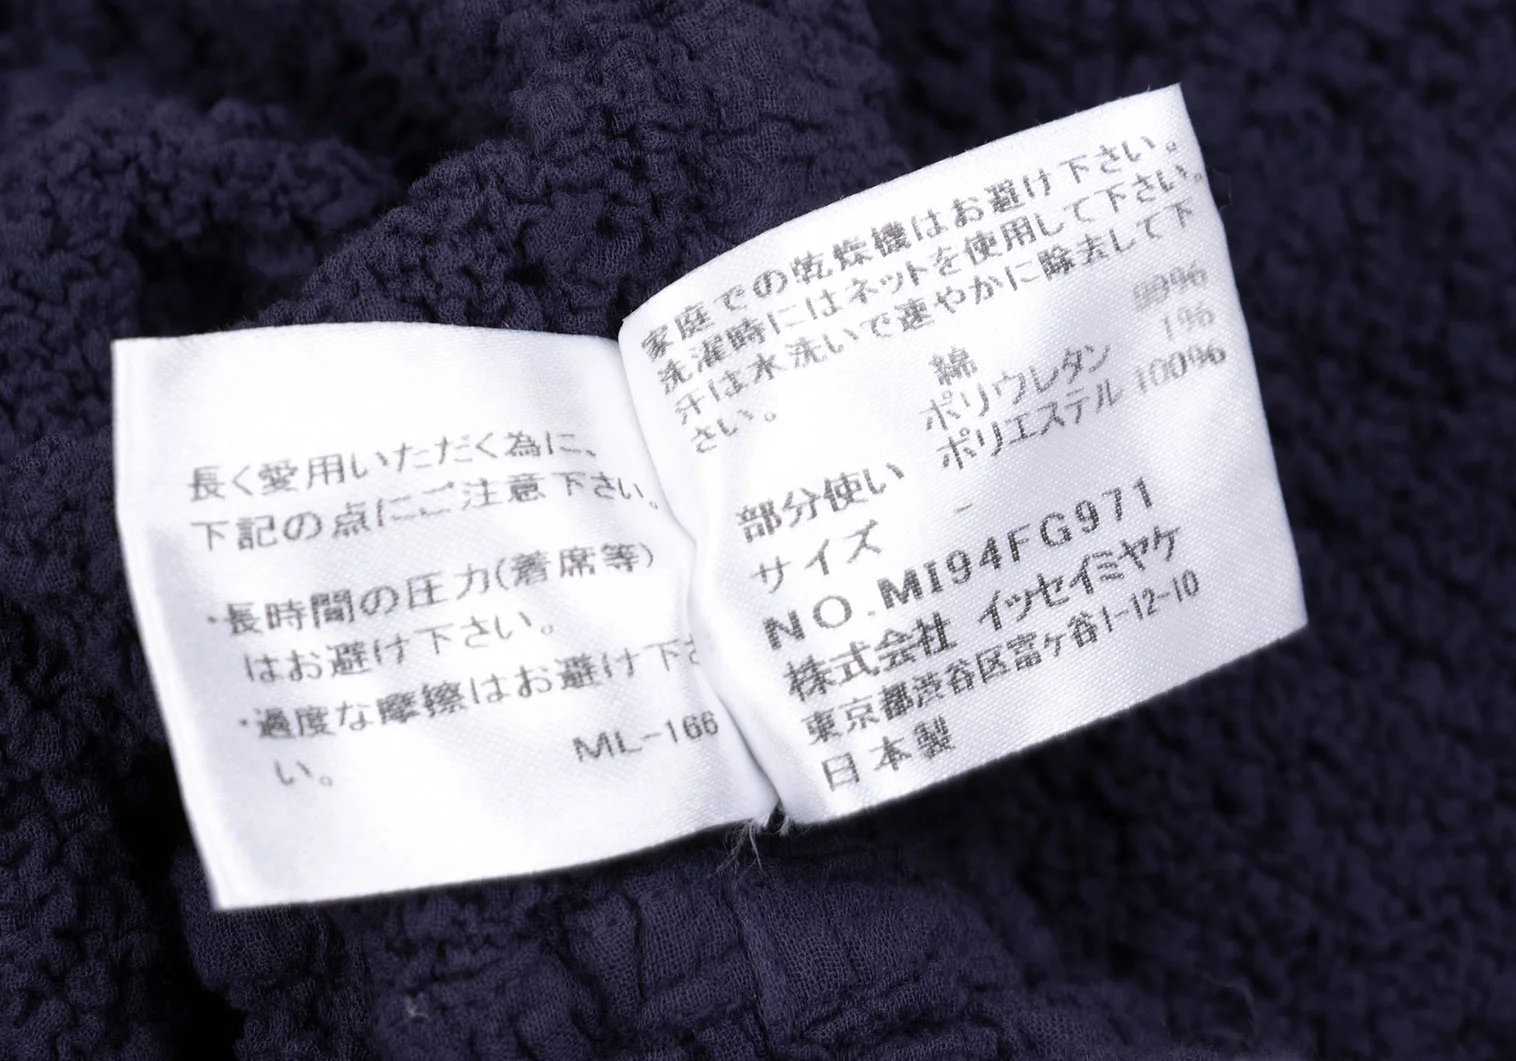 長く愛用いただく為に、
下記の点にご注意下さい。
・長時間の圧力(着席等)
はお避け下さい。
・過度な摩擦はお避け下さ
い。
ML-166
家庭での乾燥機はお避け下さい。
洗濯時にはネットを使用して下さい。
汗は水洗いで速やかに除去して下
さい。
綿 99%
ポリウレタン 1%
部分使い ポリエステル 100%
サイズ -
NO.MI94FG971
株式会社 イッセイミヤケ
東京都渋谷区富ケ谷1-12-10
日本製